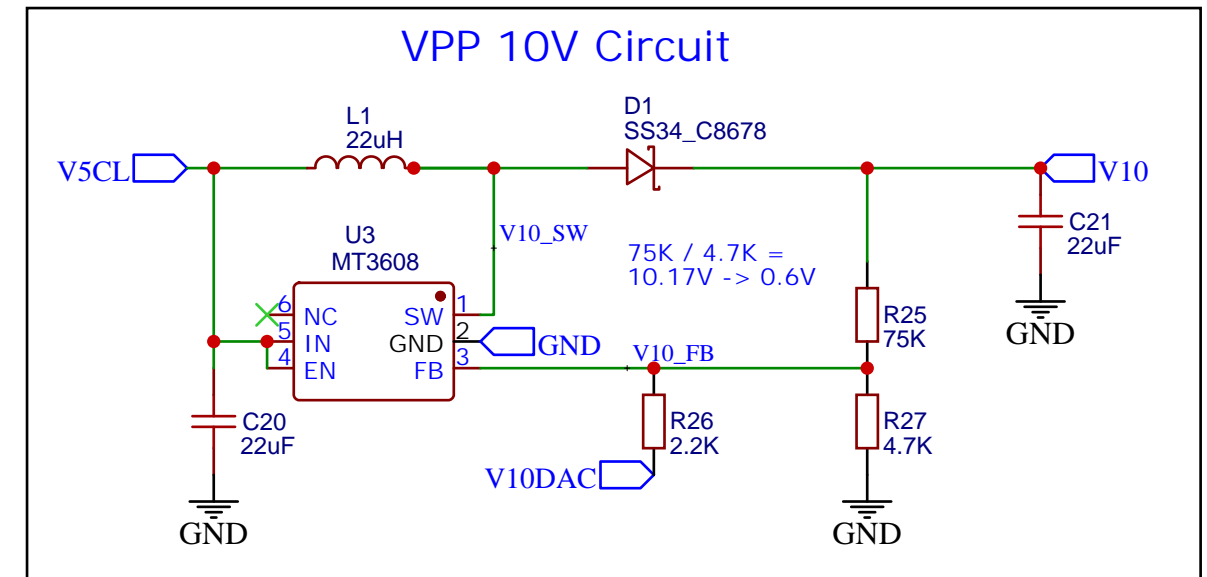 VPP 10V Circuit
L1
22uH
D1
SS34_C8678
V5CL
V10
V10_SW
C21
22uF
U3
MT3608
75K / 4.7K =
10.17V -> 0.6V
6
NC
SW
1
5
IN
GND
2
GND
4
EN
FB
3
V10_FB
R25
75K
GND
C20
22uF
R26
2.2K
R27
4.7K
V10DAC
GND
GND